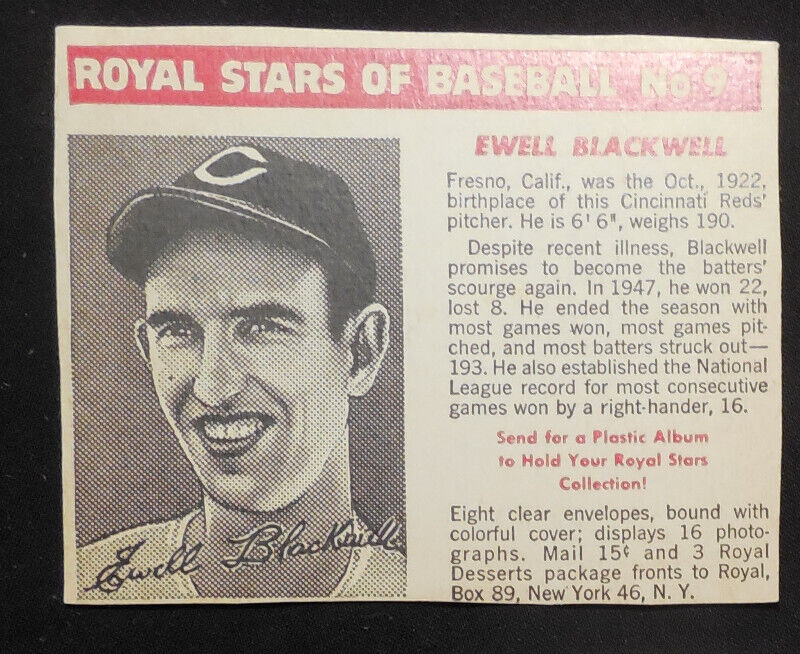 ROYAL STARS OF BASEBALL No. 9
C
EWELL BLACKWELL
Fresno, Calif., was the Oct., 1922,
birthplace of this Cincinnati Reds'
pitcher. He is 6' 6", weighs 190.
Despite recent illness, Blackwell
promises to become the batters'
scourge again. In 1947, he won 22,
lost 8. He ended the season with
most games won, most games pit-
ched, and most batters struck out—
193. He also established the National
League record for most consecutive
games won by a right-hander, 16.
Send for a Plastic Album
to Hold Your Royal Stars
Collection!
Eight clear envelopes, bound with
colorful cover; displays 16 photo-
graphs. Mail 15¢ and 3 Royal
Desserts package fronts to Royal,
Box 89, New York 46, N. Y.
Ewell Blackwell